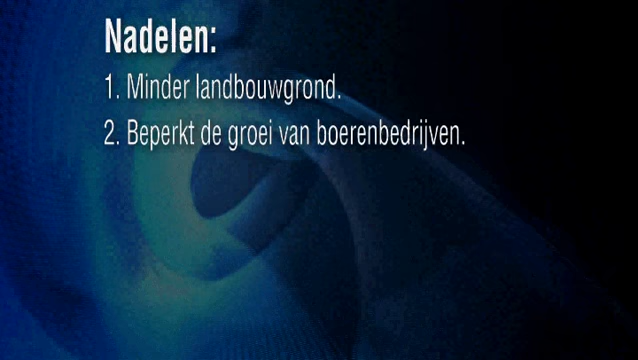 Nadelen:
1. Minder landbouwgrond.
2. Beperkt de groei van boerenbedrijven.